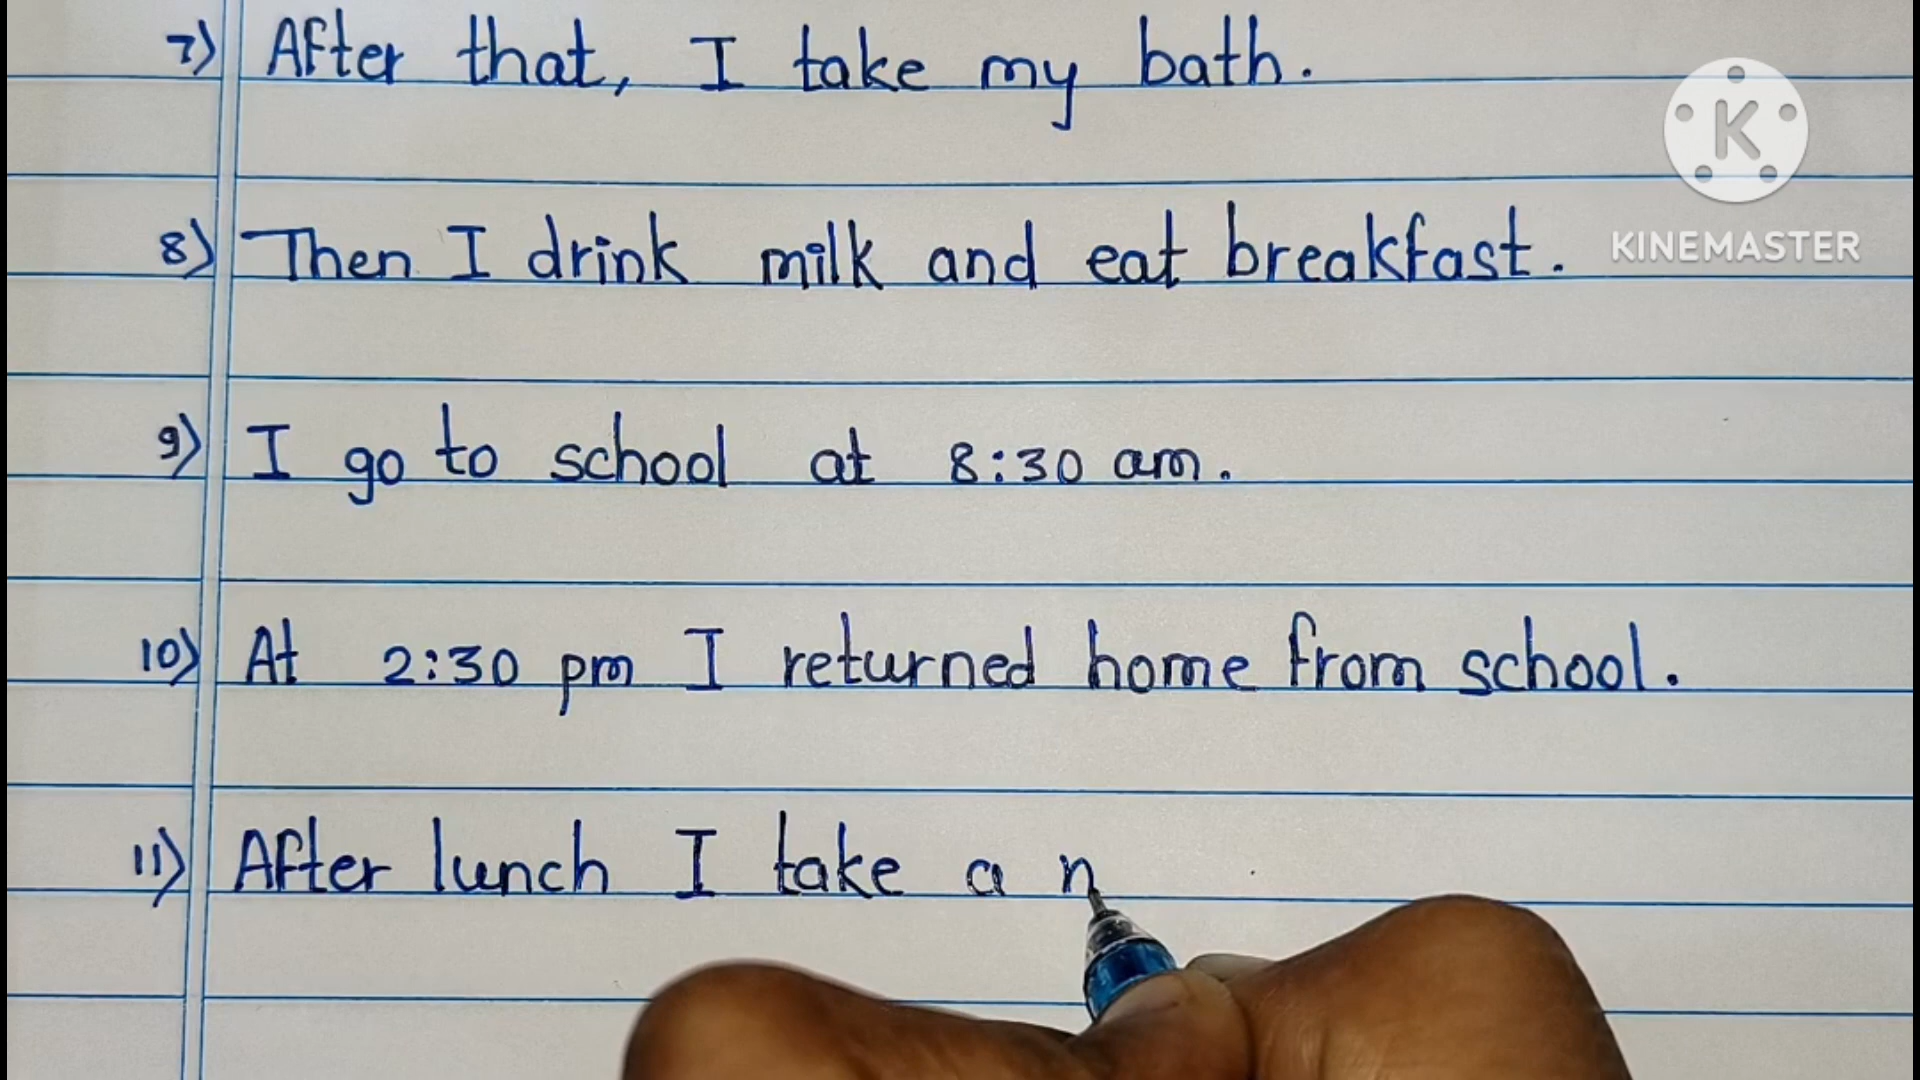 7) After that, I take my bath.
K
KINEMASTER
8) Then I drink milk and eat breakfast.
9) I go to school at 8:30 am.
10) At 2:30 pm I returned home from school.
11) After lunch I take a n